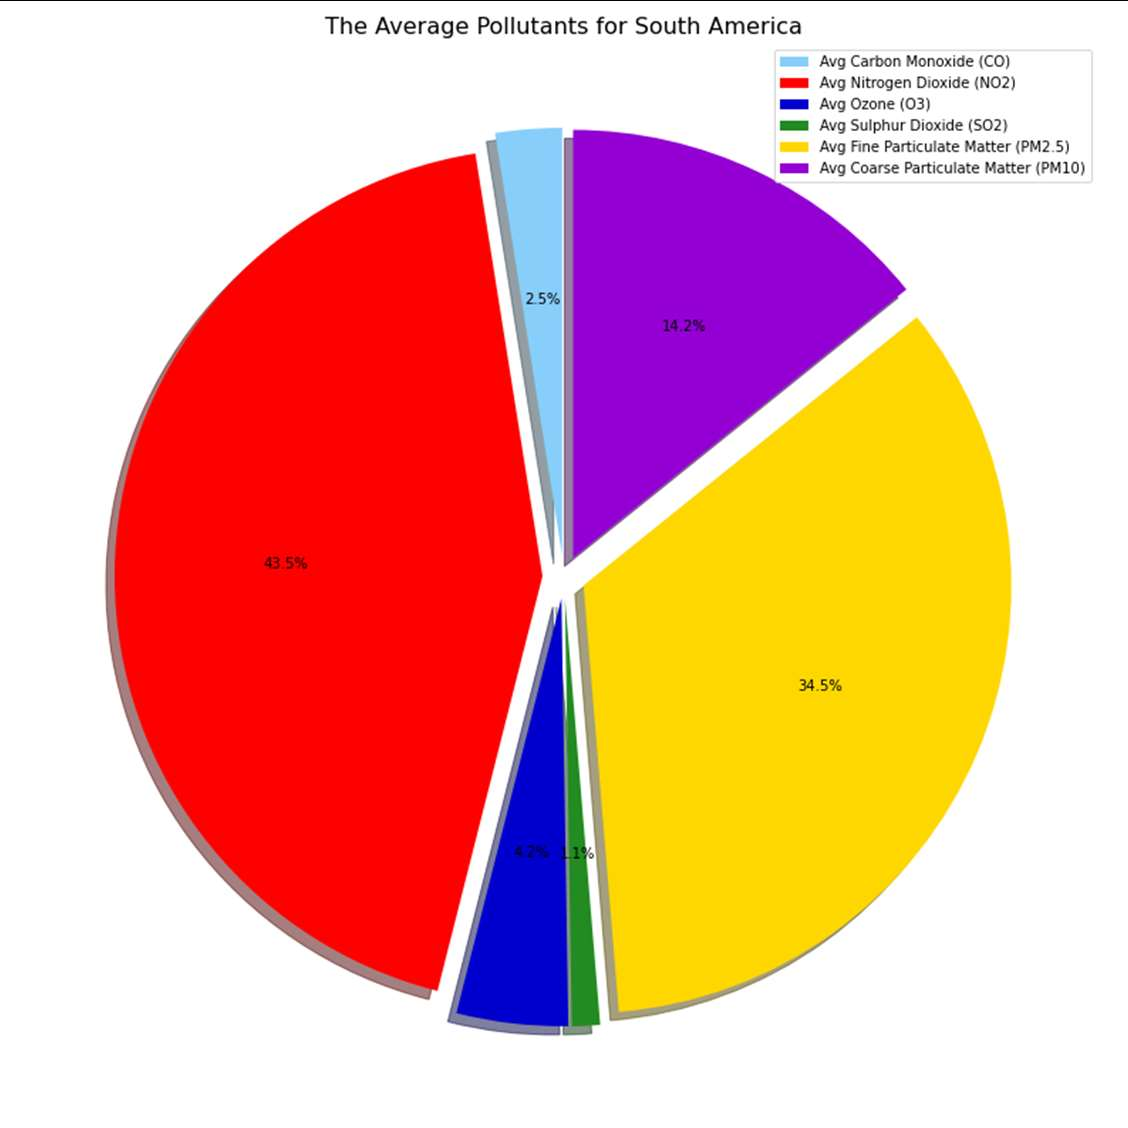 The Average Pollutants for South America
Avg Carbon Monoxide (CO)
Avg Nitrogen Dioxide (NO2)
Avg Ozone (O3)
Avg Sulphur Dioxide (SO2)
Avg Fine Particulate Matter (PM2.5)
Avg Coarse Particulate Matter (PM10)
2.5%
14.2%
43.5%
34.5%
4.2%
1.1%